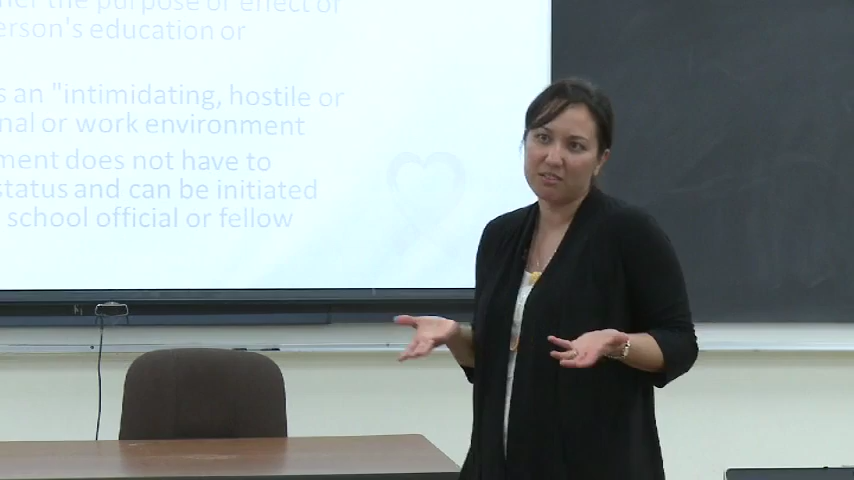 her the purpose or effect of
erson's education or
s an "intimidating, hostile or
nal or work environment
ment does not have to
status and can be initiated
school official or fellow